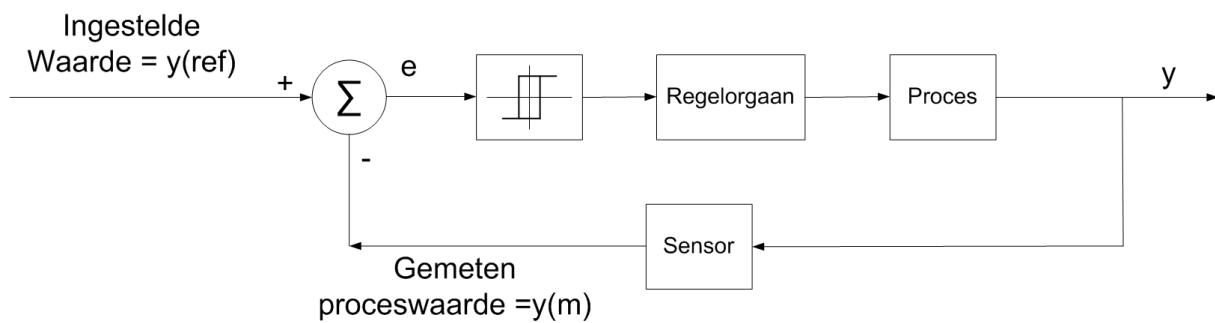 Ingestelde
Waarde = y(ref)
+
Σ
e
Regelorgaan
Proces
y
-
Sensor
Gemeten
proceswaarde =y(m)